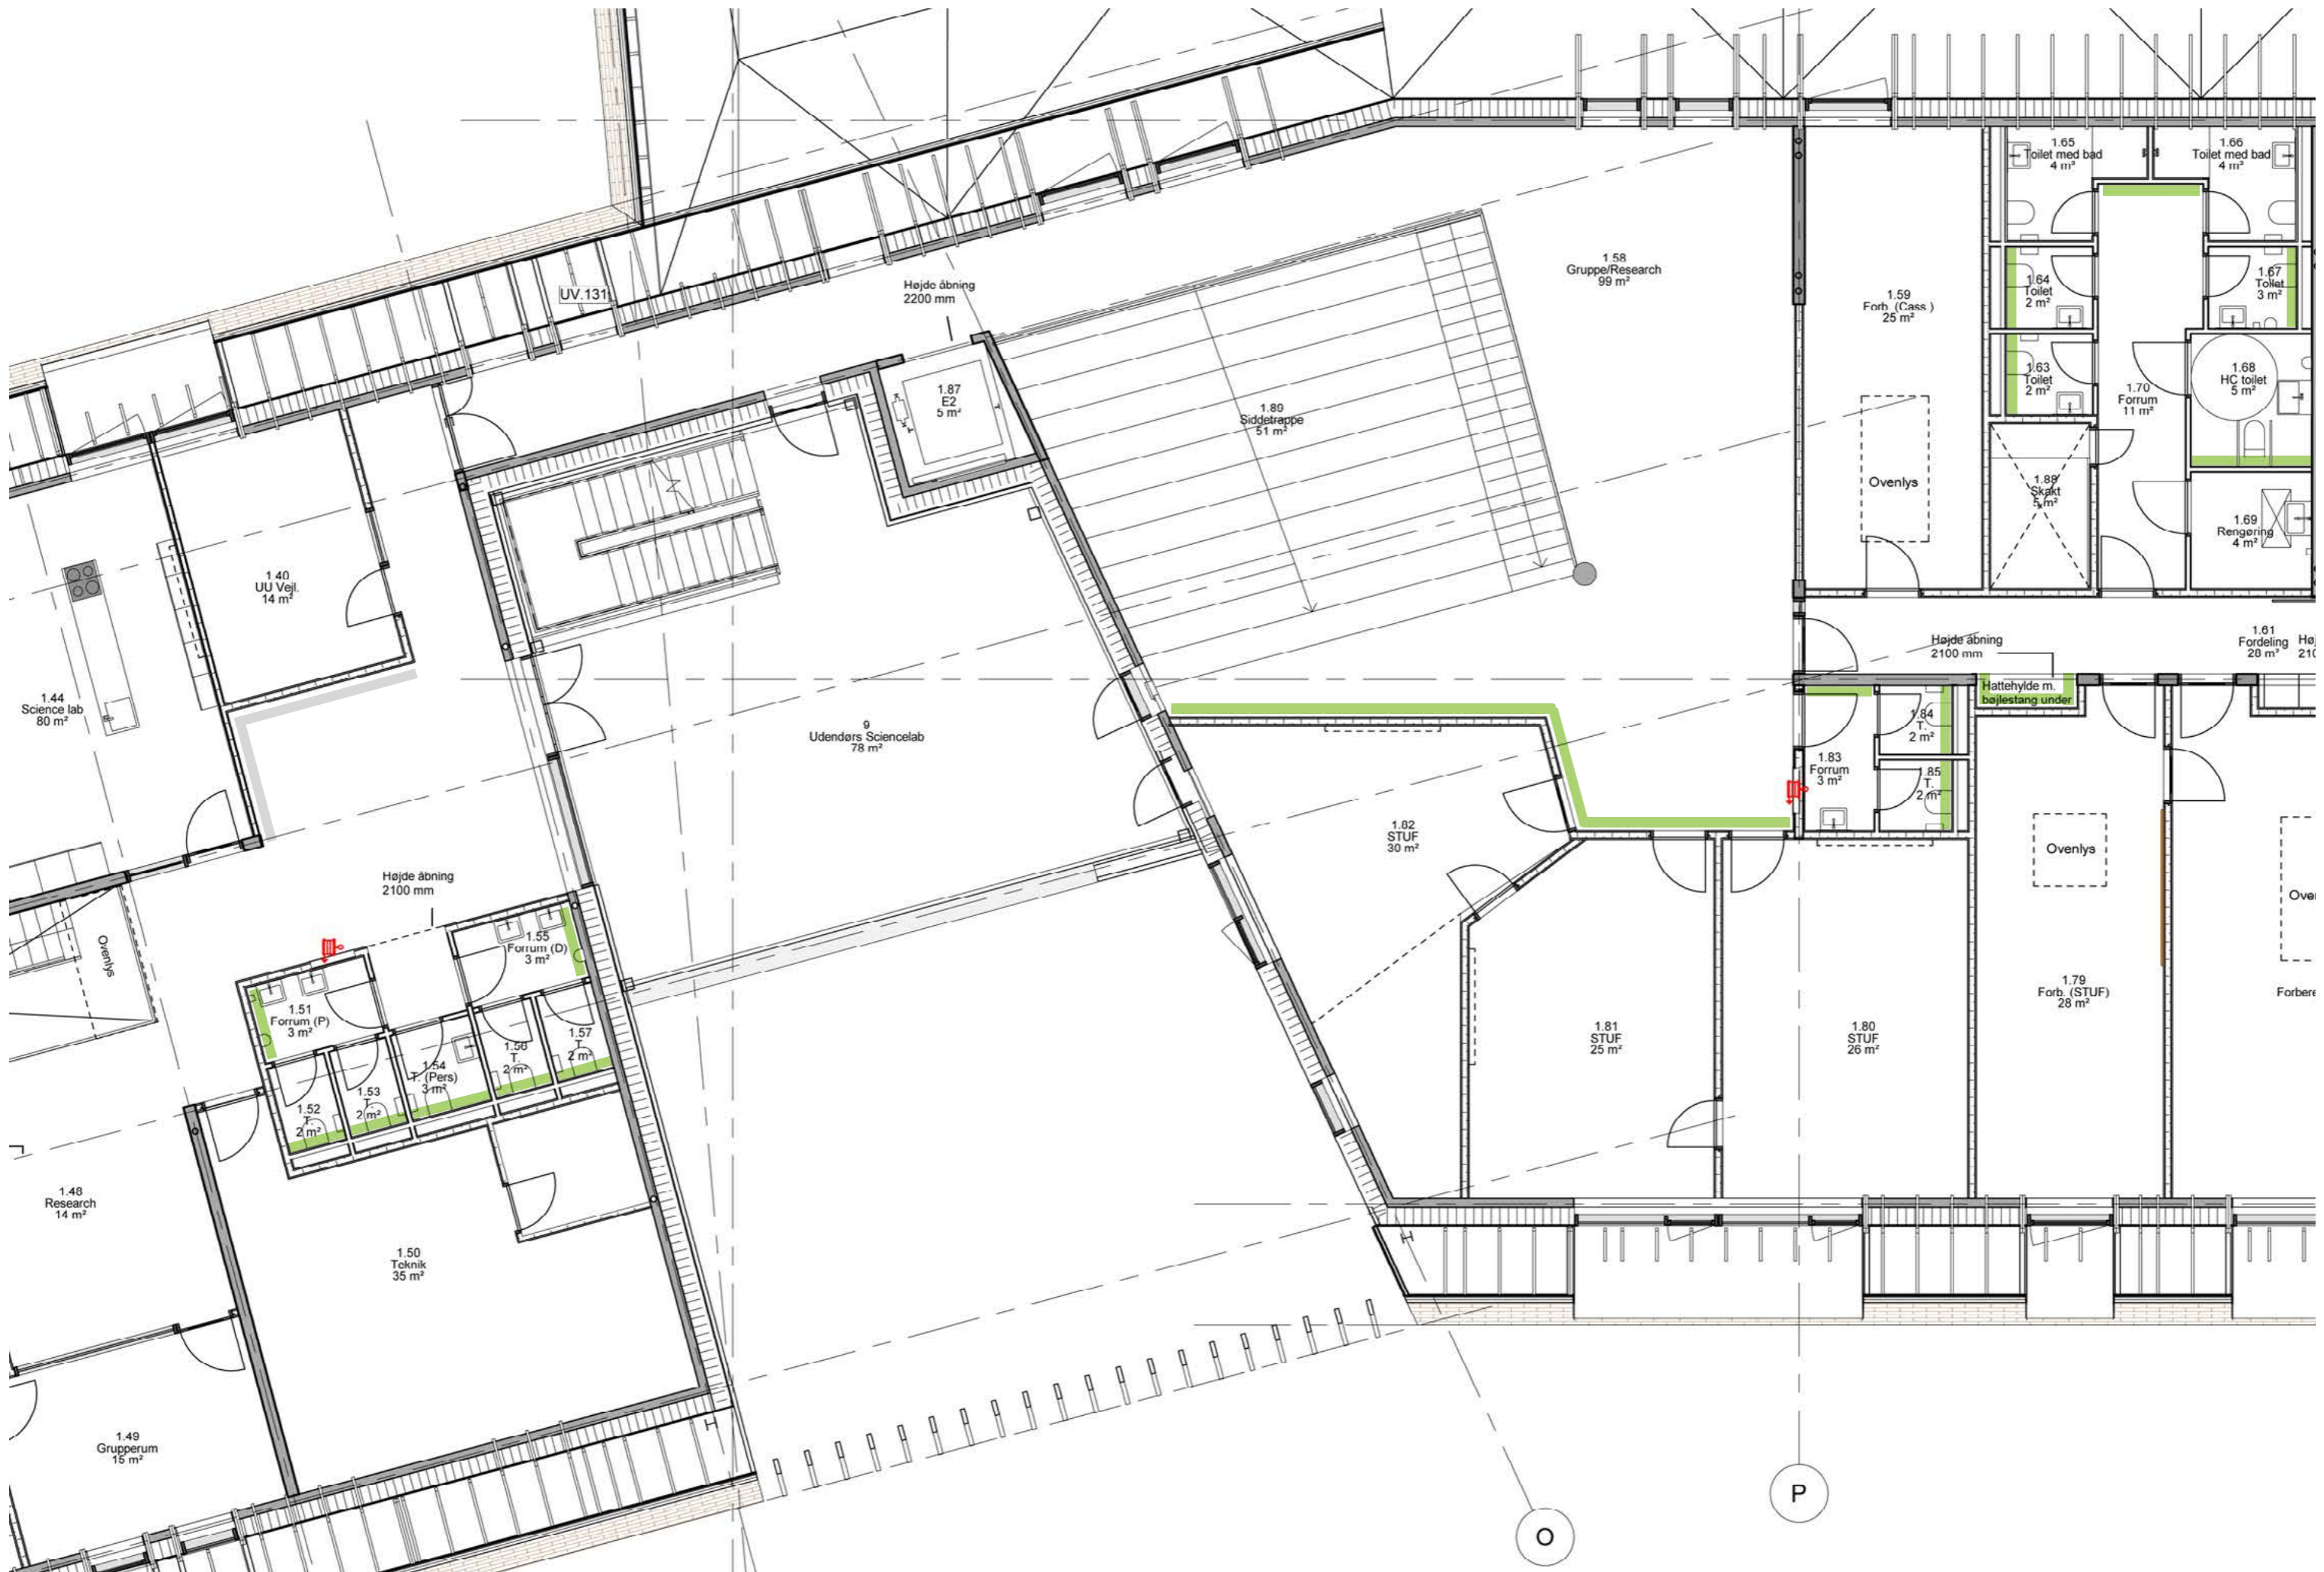 1.65
Toilet med bad
4 m²
1.66
Toilet med bad
4 m²
1.58
Gruppe/Research
99 m²
1.64
Toilet
2 m²
1.67
Toilet
3 m²
UV.131
Højde åbning
2200 mm
1.59
Forb. (Cass.)
25 m²
1.63
Toilet
2 m²
1.68
HC toilet
5 m²
1.70
Forrum
11 m²
1.87
E2
5 m²
1.89
Siddetrappe
51 m²
Ovenlys
1.88
Skakt
5 m²
1.69
Rengøring
4 m²
1.40
UU Vejl.
14 m²
Højde åbning
2100 mm
1.61
Fordeling
28 m²
Høj
210
1.44
Science lab
80 m²
Hattehylde m.
bøjlestang under
9
Udendørs Sciencelab
78 m²
1.84
T.
2 m²
1.83
Forrum
3 m²
1.85
T.
2 m²
1.82
STUF
30 m²
Ovenlys
Højde åbning
2100 mm
Ove
Ovenlys
1.55
Forrum (D)
3 m²
1.51
Forrum (P)
3 m²
1.79
Forb. (STUF)
28 m²
Forbere
1.81
STUF
25 m²
1.80
STUF
26 m²
1.57
T.
2 m²
1.56
T.
2 m²
1.54
T. (Pers)
3 m²
1.53
T.
2 m²
1.52
T.
2 m²
1.48
Research
14 m²
1.50
Teknik
35 m²
1.49
Grupperum
15 m²
P
O